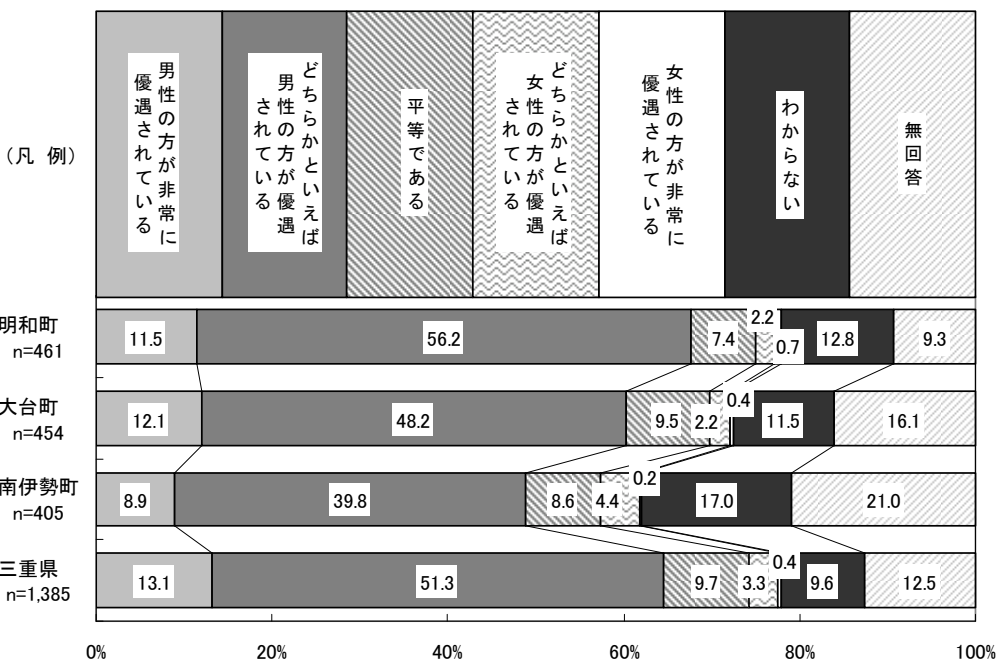 （凡 例）
男性の方が非常に
優遇されている
どちらかといえば
男性の方が優遇
されている
平等である
どちらかといえば
女性の方が優遇
されている
女性の方が非常に
優遇されている
わからない
無回答
明和町
n=461
11.5
56.2
7.4
2.2
0.7
12.8
9.3
大台町
n=454
12.1
48.2
9.5
2.2
0.4
11.5
16.1
南伊勢町
n=405
8.9
39.8
8.6
4.4
0.2
17.0
21.0
三重県
n=1,385
13.1
51.3
9.7
3.3
0.4
9.6
12.5
0%
20%
40%
60%
80%
100%